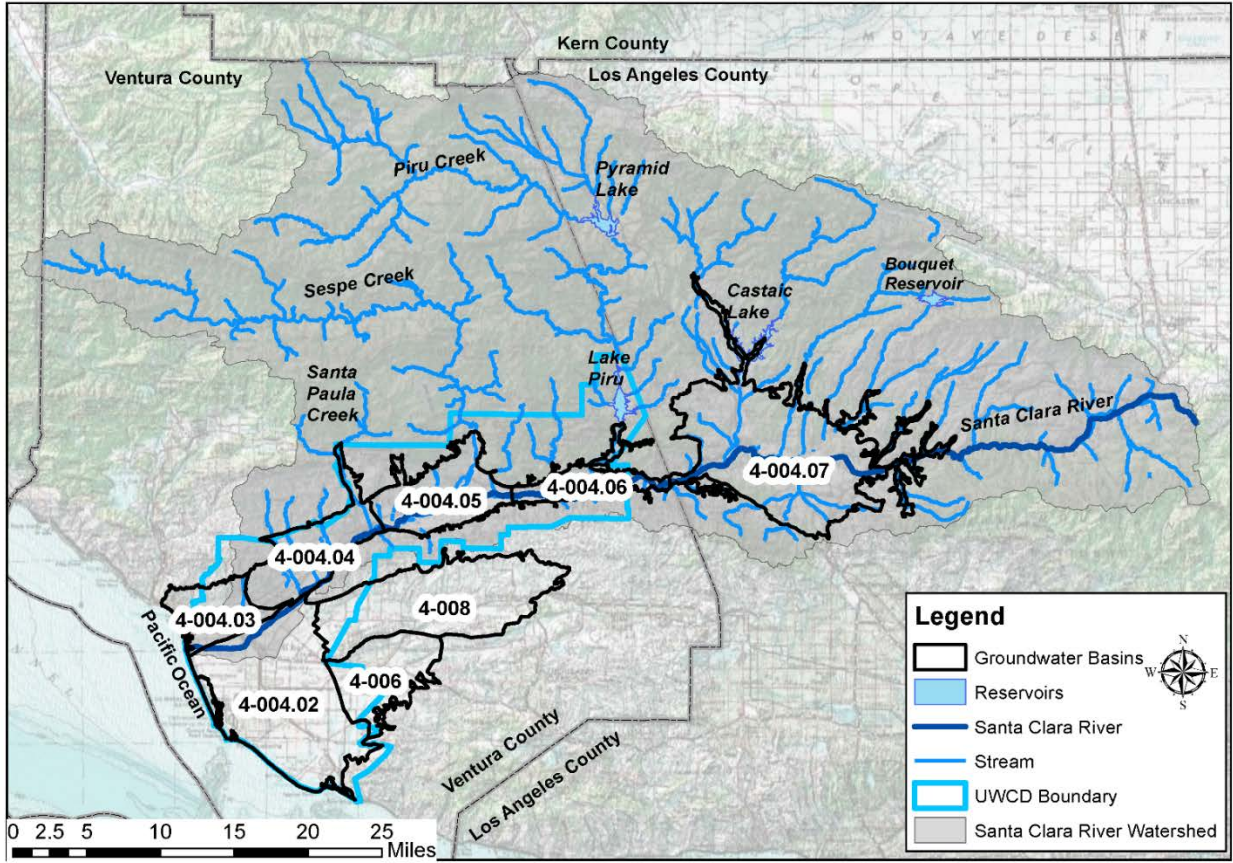 Kern County
Ventura County
Los Angeles County
MOJAVE DESERT
Piru Creek
Pyramid
Lake
Sespe Creek
Bouquet
Reservoir
Castaic
Lake
Lake
Piru
Santa
Paula
Creek
Santa Clara River
4-004.07
4-004.06
4-004.05
4-004.04
4-008
4-004.03
4-006
4-004.02
Pacific Ocean
Ventura County
Los Angeles County
Legend
Groundwater Basins
Reservoirs
Santa Clara River
Stream
UWCD Boundary
Santa Clara River Watershed
N
W E
S
0 2.5 5 10 15 20 25
Miles